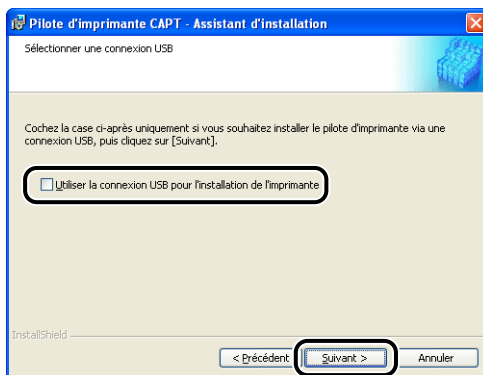 Pilote d'imprimante CAPT - Assistant d'installation
Sélectionner une connexion USB
Cochez la case ci-après uniquement si vous souhaitez installer le pilote d'imprimante via une
connexion USB, puis cliquez sur [Suivant].
Utiliser la connexion USB pour l'installation de l'imprimante
InstallShield
< Précédent Suivant > Annuler